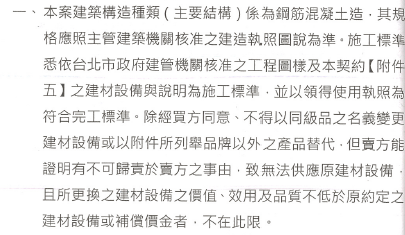 一、本案建築構造種類（主要結構）係為鋼筋混凝土造，其規
格應照主管建築機關核准之建造執照圖說為準。施工標準
悉依台北市政府建管機關核准之工程圖樣及本契約【附件
五】之建材設備與說明為施工標準，並以領得使用執照為
符合完工標準。除經買方同意、不得以同級品之名義變更
建材設備或以附件所列舉品牌以外之產品替代，但賣方能
證明有不可歸責於賣方之事由，致無法供應原建材設備，
且所更換之建材設備之價值、效用及品質不低於原約定之
建材設備或補償價金者，不在此限。